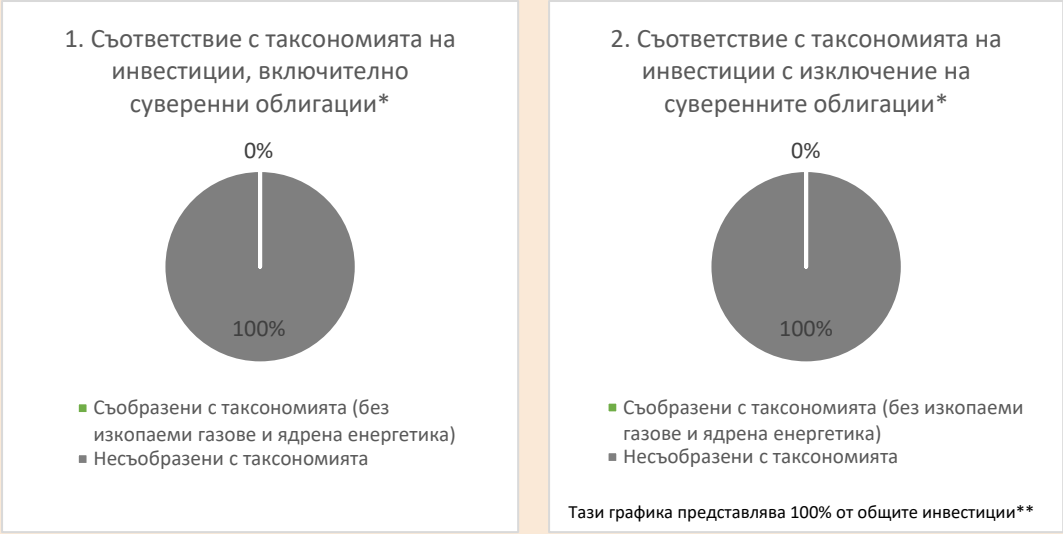 1. Съответствие с таксономията на
инвестиции, включително
суверенни облигации*
0%
100%
■ Съобразени с таксономията (без
изкопаеми газове и ядрена енергетика)
■ Несъобразени с таксономията
2. Съответствие с таксономията на
инвестиции с изключение на
суверенните облигации*
0%
100%
■ Съобразени с таксономията (без изкопаеми
газове и ядрена енергетика)
■ Несъобразени с таксономията
Тази графика представлява 100% от общите инвестиции**